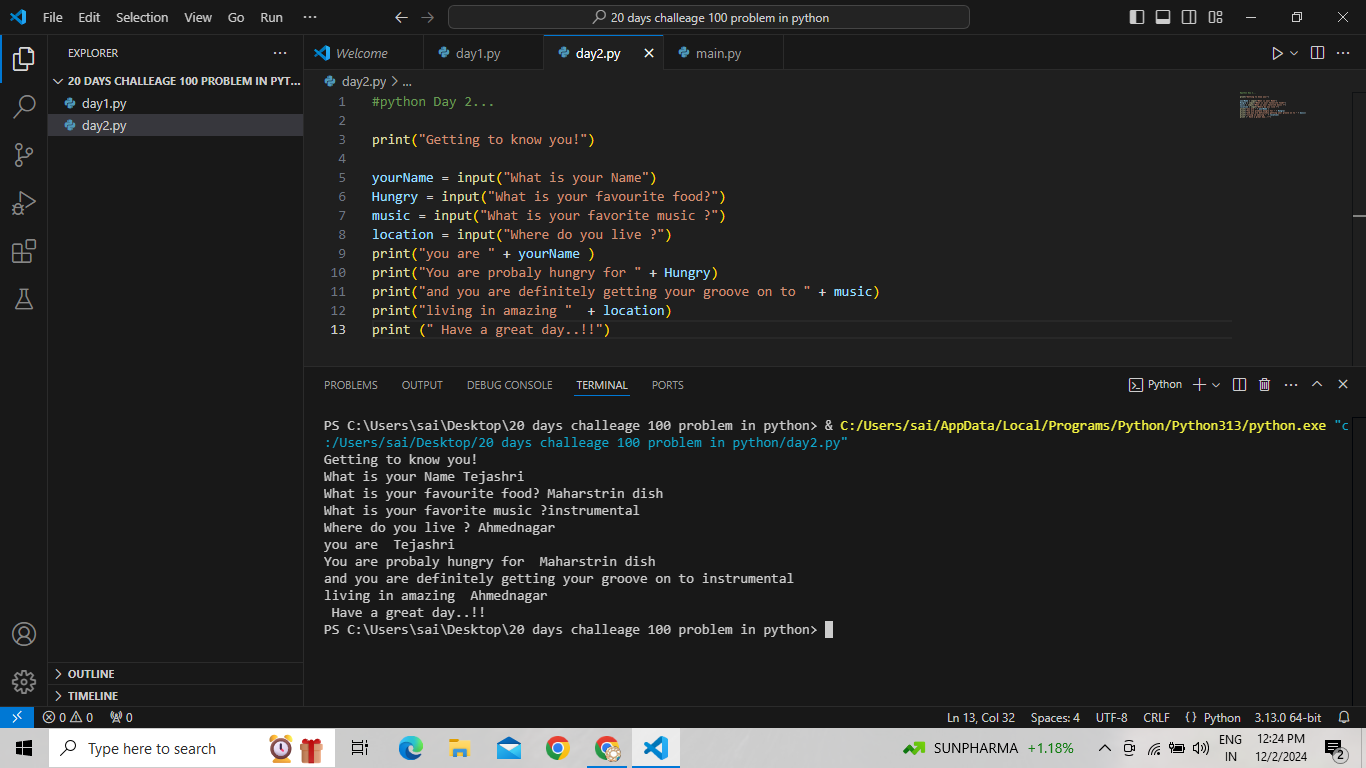 File Edit Selection View Go Run ···
20 days challeage 100 problem in python
EXPLORER ···
20 DAYS CHALLEAGE 100 PROBLEM IN PYT...
day1.py
day2.py
OUTLINE
TIMELINE
Welcome day1.py day2.py main.py
day2.py > ...
1 #python Day 2...
2
3 print("Getting to know you!")
4
5 yourName = input("What is your Name")
6 Hungry = input("What is your favourite food?")
7 music = input("What is your favorite music ?")
8 location = input("Where do you live ?")
9 print("you are " + yourName )
10 print("You are probaly hungry for " + Hungry)
11 print("and you are definitely getting your groove on to " + music)
12 print("living in amazing "  + location)
13 print (" Have a great day..!!")
PROBLEMS OUTPUT DEBUG CONSOLE TERMINAL PORTS Python
PS C:\Users\sai\Desktop\20 days challeage 100 problem in python> & C:/Users/sai/AppData/Local/Programs/Python/Python313/python.exe "c
:/Users/sai/Desktop/20 days challeage 100 problem in python/day2.py"
Getting to know you!
What is your Name Tejashri
What is your favourite food? Maharstrin dish
What is your favorite music ?instrumental
Where do you live ? Ahmednagar
you are  Tejashri
You are probaly hungry for  Maharstrin dish
and you are definitely getting your groove on to instrumental
living in amazing  Ahmednagar
 Have a great day..!!
PS C:\Users\sai\Desktop\20 days challeage 100 problem in python>
0 0 0 Ln 13, Col 32 Spaces: 4 UTF-8 CRLF {} Python 3.13.0 64-bit
Type here to search SUNPHARMA +1.18% ENG 12:24 PM
IN 12/2/2024 2